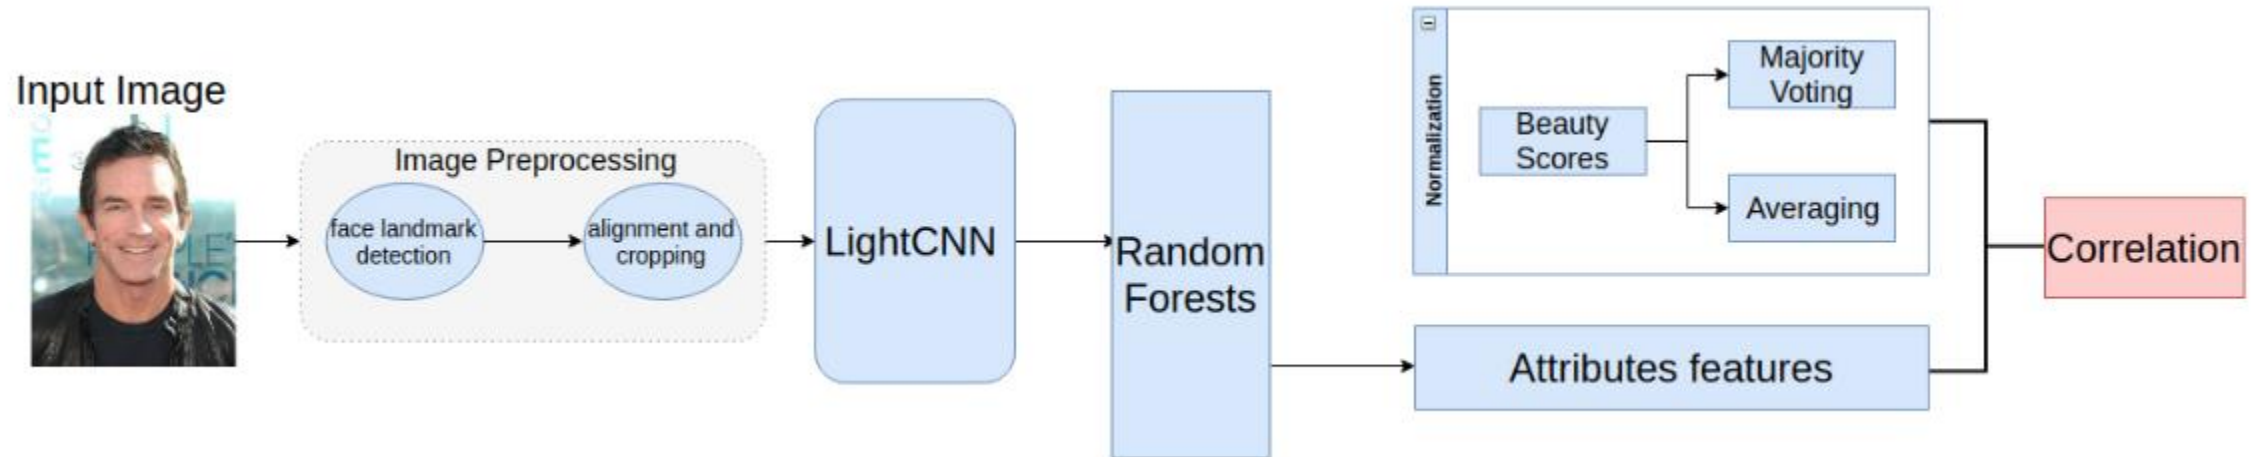 Input Image
Image Preprocessing
face landmark
detection
alignment and
cropping
LightCNN
Random
Forests
Normalization
Beauty
Scores
Majority
Voting
Averaging
Attributes features
Correlation